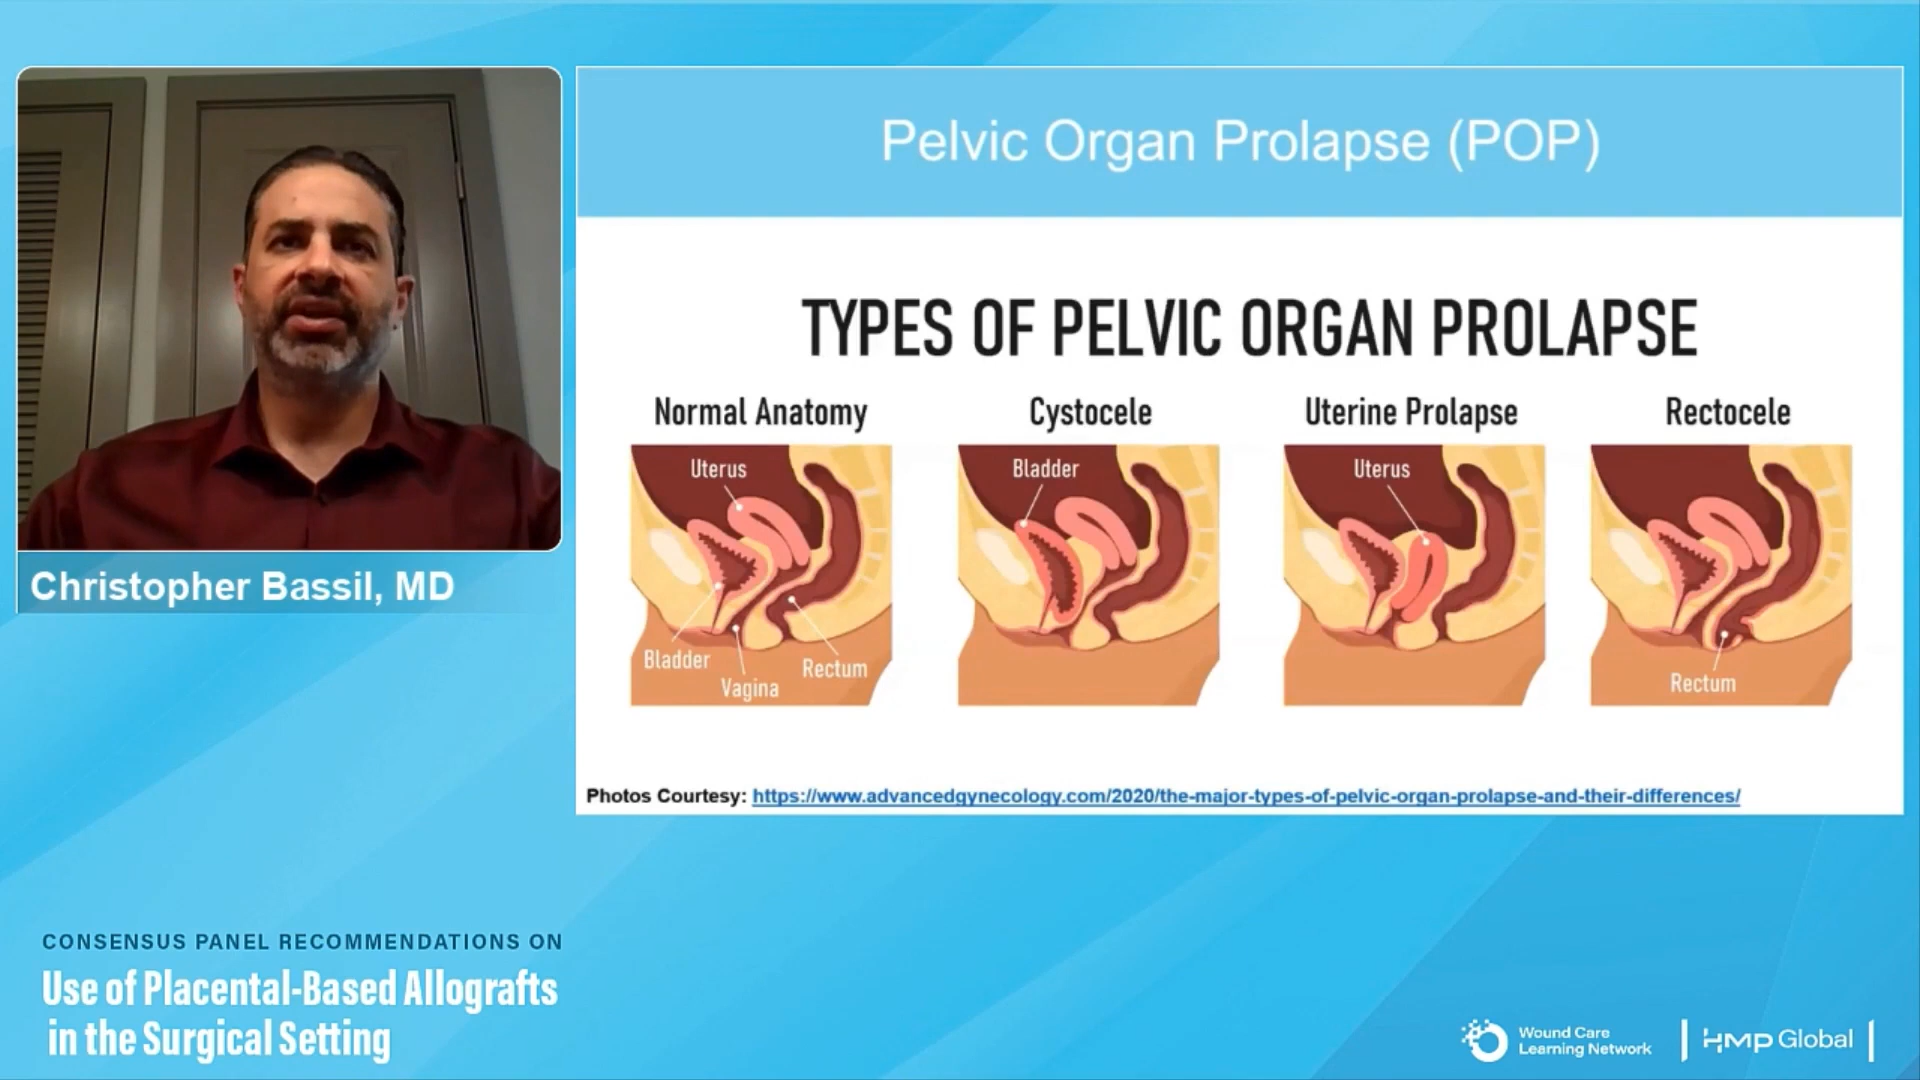 Pelvic Organ Prolapse (POP)
TYPES OF PELVIC ORGAN PROLAPSE
Normal Anatomy
Uterus
Bladder
Vagina
Rectum
Cystocele
Bladder
Uterine Prolapse
Uterus
Rectocele
Rectum
Photos Courtesy: https://www.advancedgynecology.com/2020/the-major-types-of-pelvic-organ-prolapse-and-their-differences/
Christopher Bassil, MD
CONSENSUS PANEL RECOMMENDATIONS ON
Use of Placental-Based Allografts
in the Surgical Setting
Wound Care
Learning Network
HMP Global